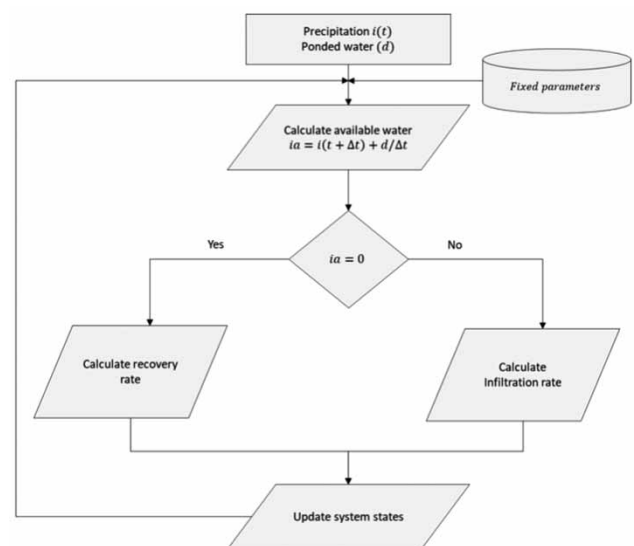 Precipitation i(t)
Ponded water (d)
Fixed parameters
Calculate available water
ia = i(t + Δt) + d/Δt
Yes
ia = 0
No
Calculate recovery
rate
Calculate
Infiltration rate
Update system states